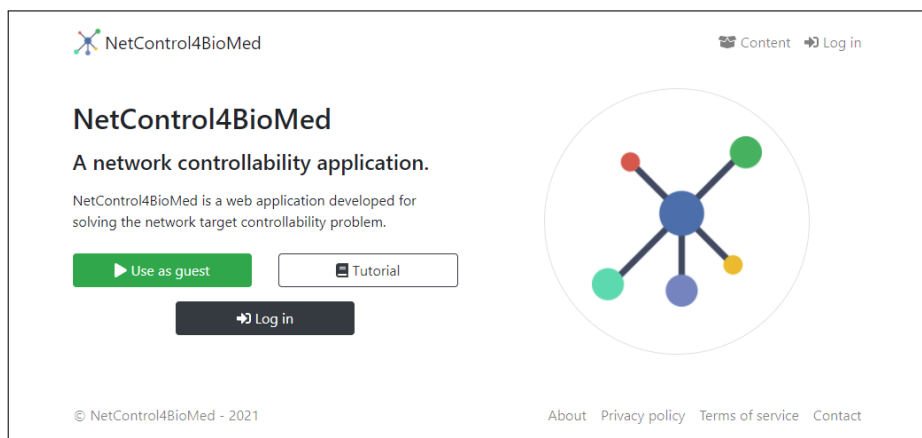 NetControl4BioMed
Content
Log in
NetControl4BioMed
A network controllability application.
NetControl4BioMed is a web application developed for
solving the network target controllability problem.
Use as guest
Tutorial
Log in
© NetControl4BioMed - 2021
About
Privacy policy
Terms of service
Contact